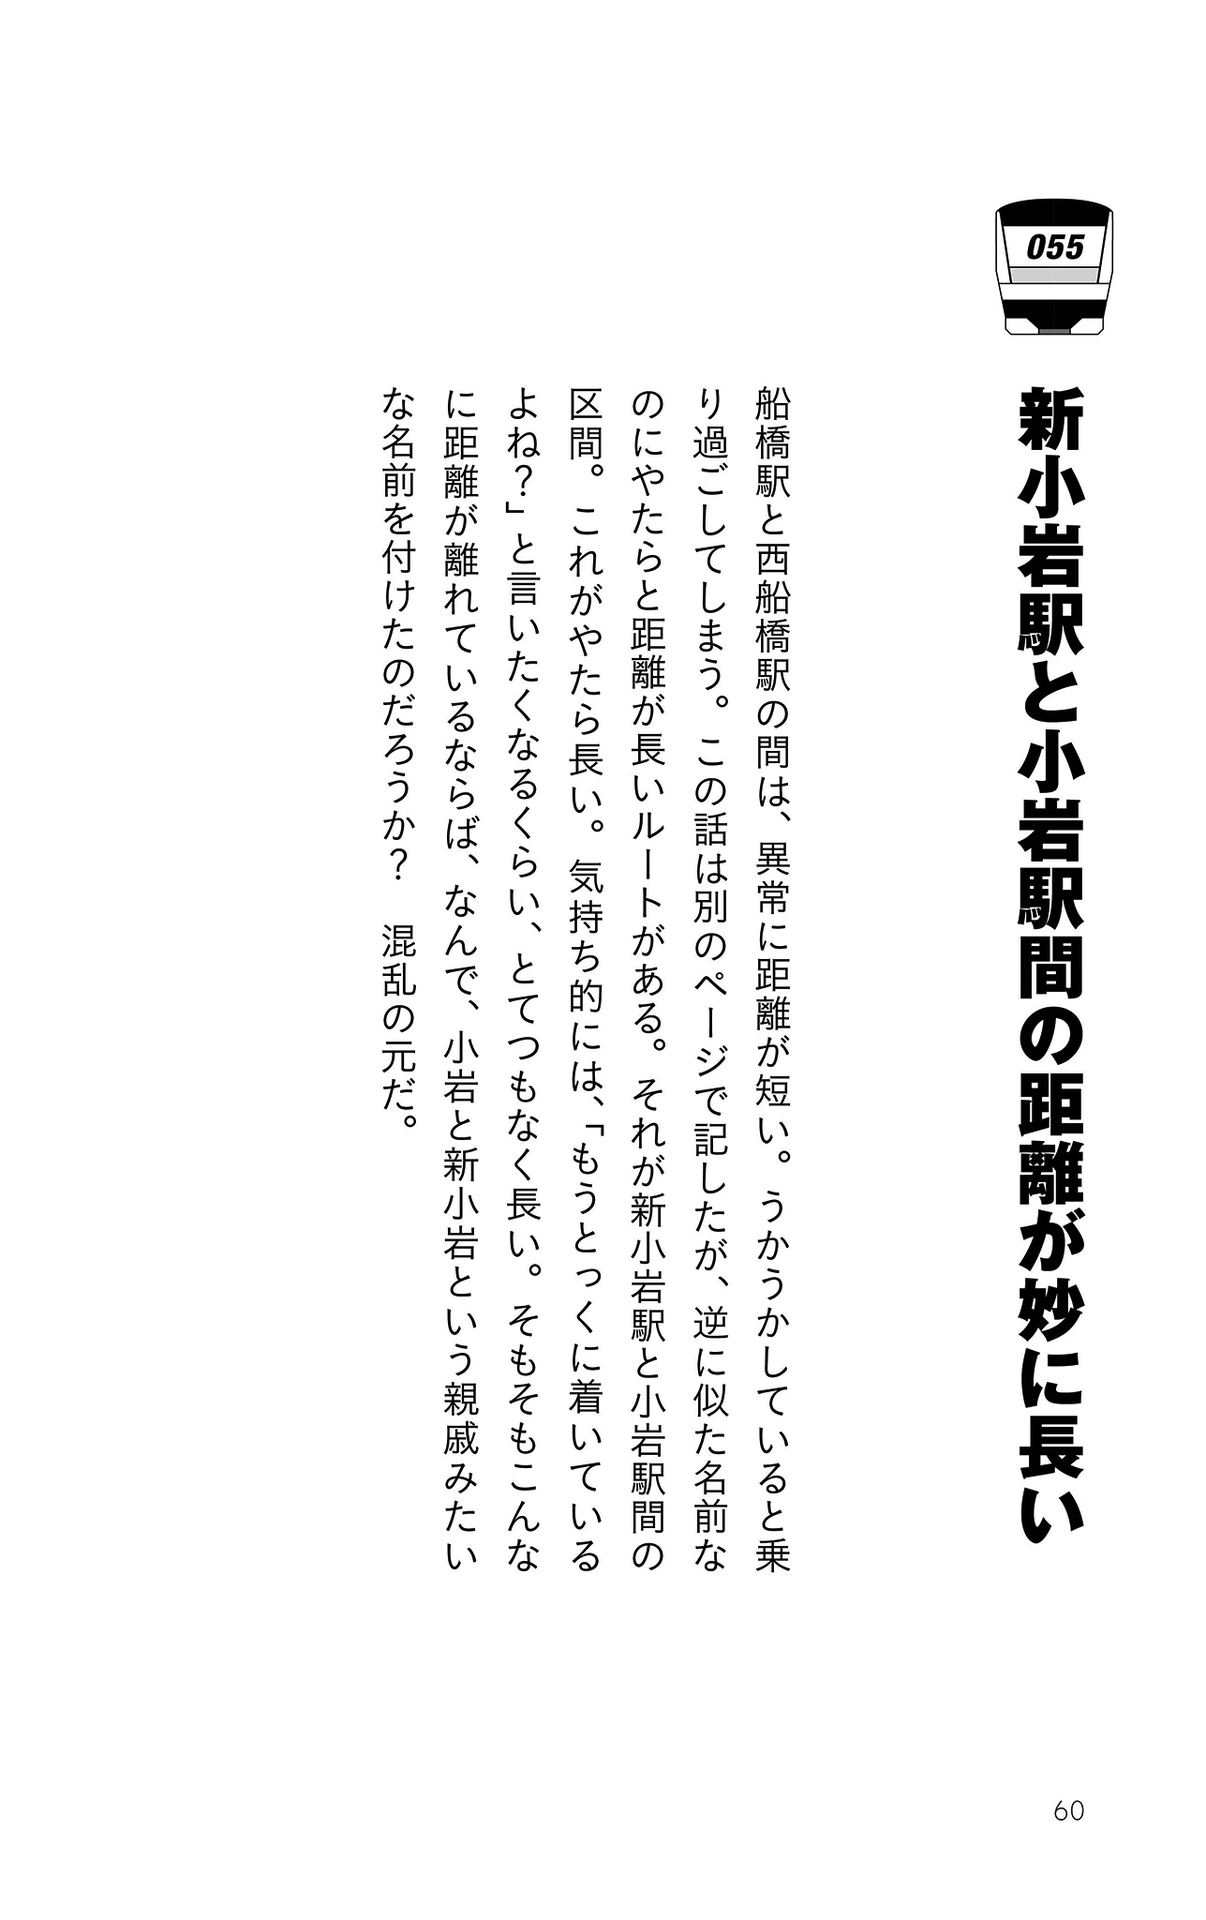 055
新小岩駅と小岩駅間の距離が妙に長い
船橋駅と西船橋駅の間は、異常に距離が短い。うかうかしていると乗
り過ごしてしまう。この話は別のページで記したが、逆に似た名前な
のにやたらと距離が長いルートがある。それが新小岩駅と小岩駅間の
区間。これがやたら長い。気持ち的には、「もうとっくに着いている
よね?」と言いたくなるくらい、とてつもなく長い。そもそもこんな
に距離が離れているならば、なんで、小岩と新小岩という親戚みたい
な名前を付けたのだろうか?　混乱の元だ。
60